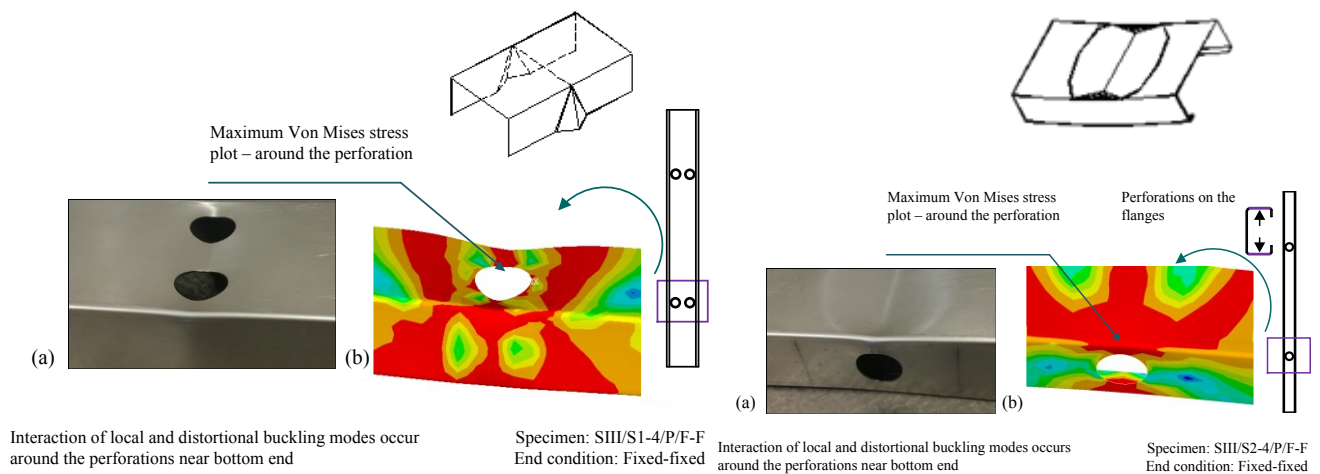 Maximum Von Mises stress
plot – around the perforation
(a)
(b)
Interaction of local and distortional buckling modes occur
around the perforations near bottom end
Specimen: SIII/S1-4/P/F-F
End condition: Fixed-fixed
Maximum Von Mises stress
plot – around the perforation
Perforations on the
flanges
(a)
(b)
Interaction of local and distortional buckling modes occurs
around the perforations near bottom end
Specimen: SIII/S2-4/P/F-F
End condition: Fixed-fixed